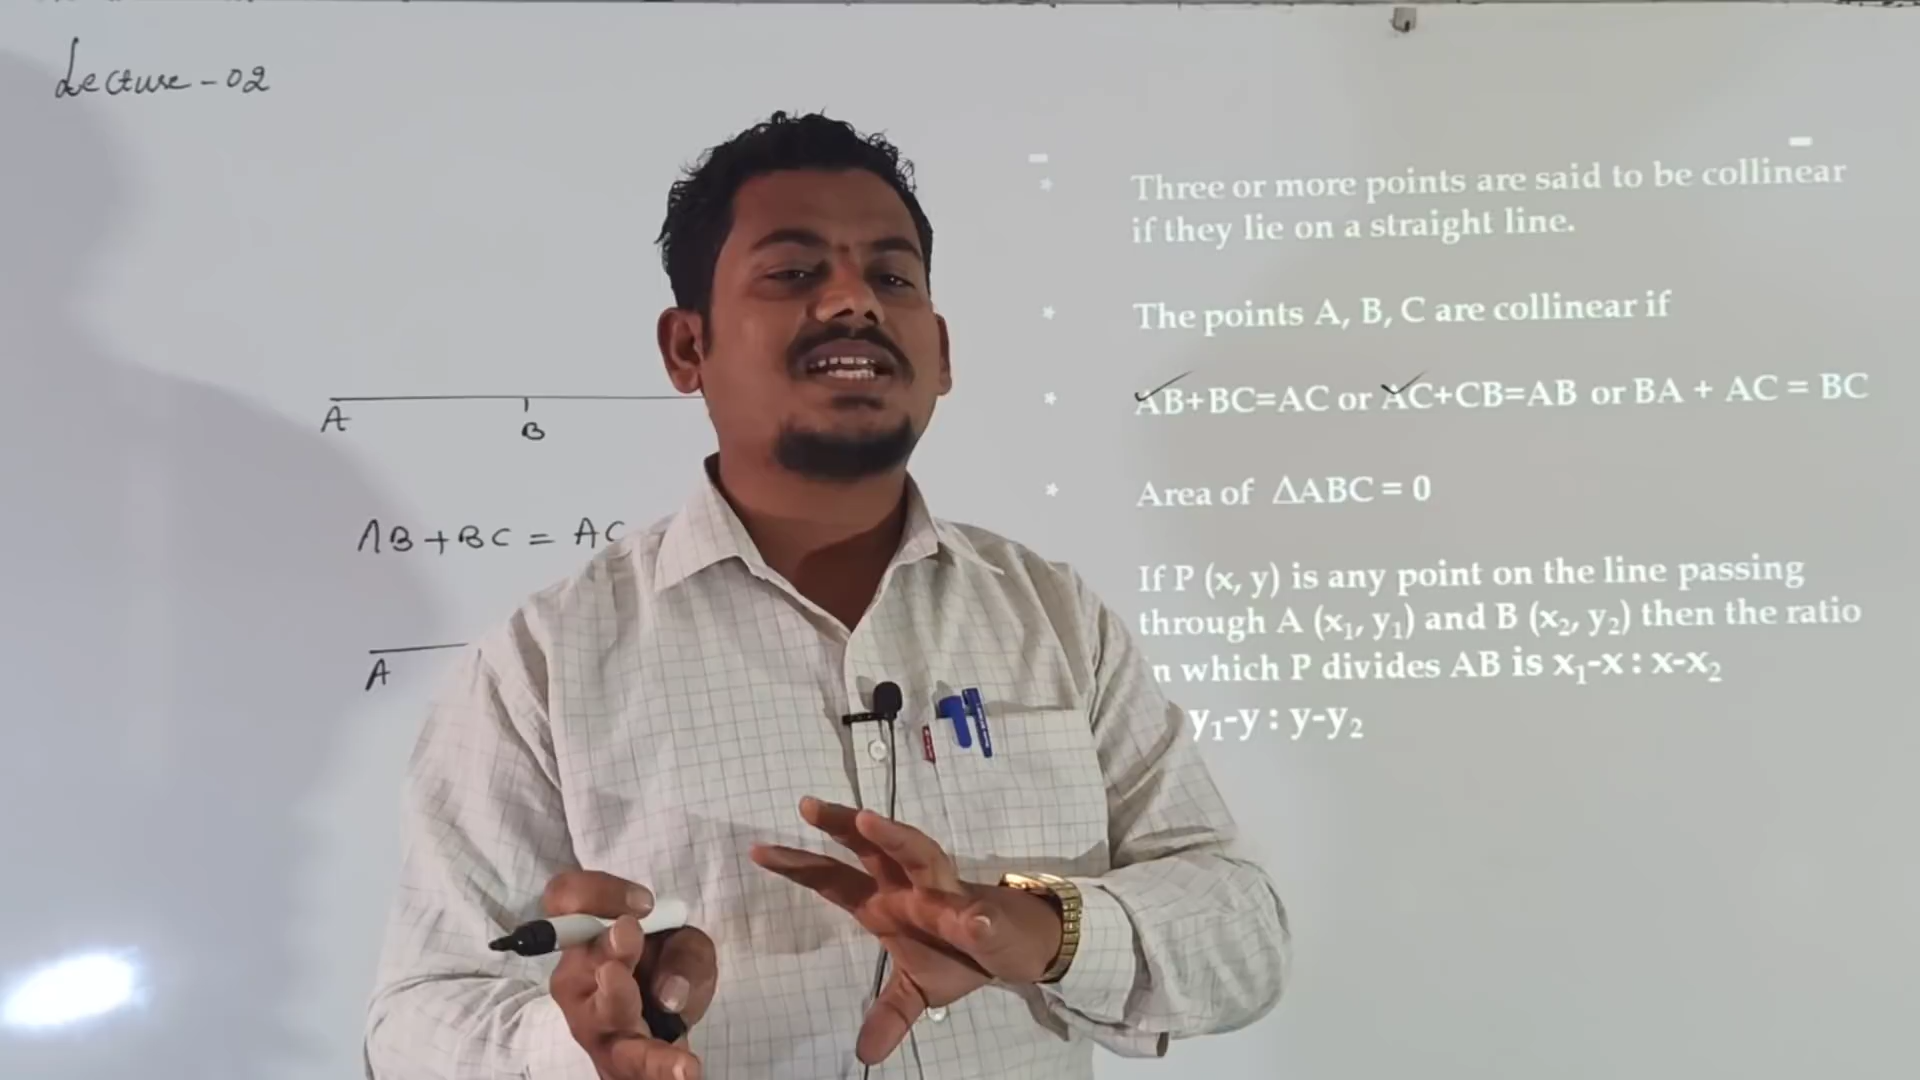 Lecture-02
A
B
AB+BC = AC
A
* Three or more points are said to be collinear
if they lie on a straight line.
* The points A, B, C are collinear if
* AB+BC=AC or AC+CB=AB or BA + AC = BC
* Area of ΔABC = 0
If P (x, y) is any point on the line passing
through A (x₁, y₁) and B (x₂, y₂) then the ratio
n which P divides AB is x₁-x : x-x₂
y₁-y : y-y₂